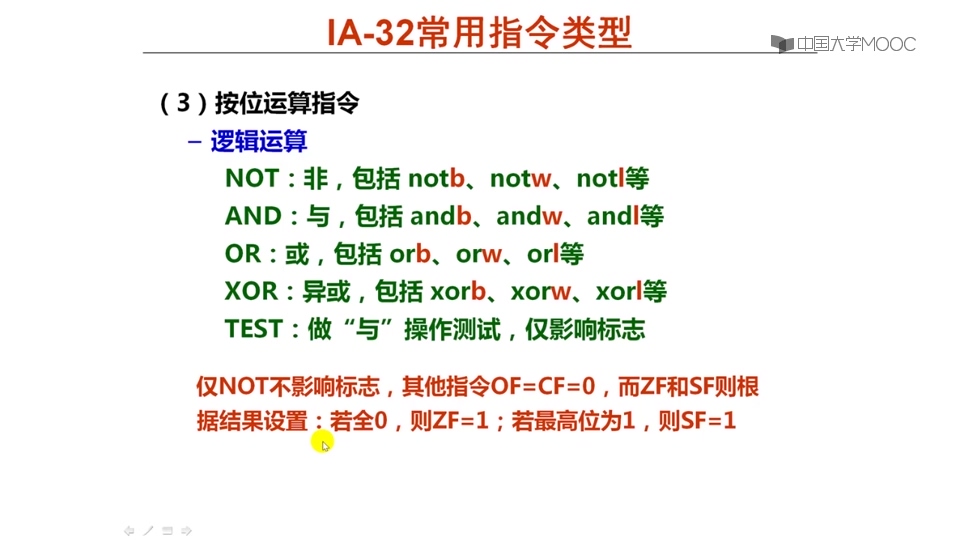 IA-32常用指令类型
中国大学MOOC
（3）按位运算指令
– 逻辑运算
NOT：非，包括 notb、notw、notl等
AND：与，包括 andb、andw、andl等
OR：或，包括 orb、orw、orl等
XOR：异或，包括 xorb、xorw、xorl等
TEST：做“与”操作测试，仅影响标志
仅NOT不影响标志，其他指令OF=CF=0，而ZF和SF则根
据结果设置：若全0，则ZF=1；若最高位为1，则SF=1